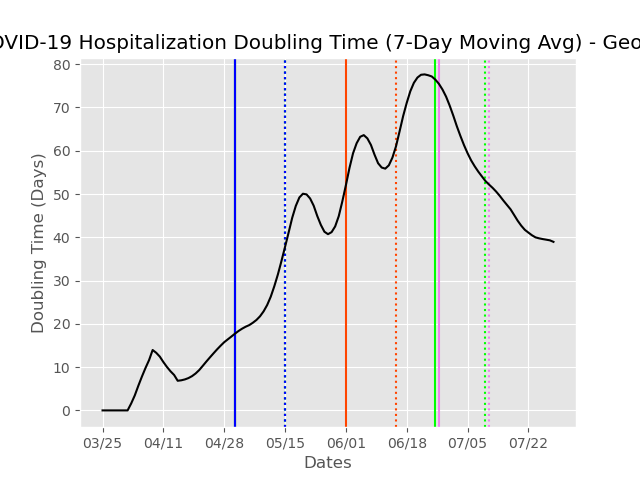 OVID-19 Hospitalization Doubling Time (7-Day Moving Avg) - Geo
80
70
60
50
40
30
20
10
0
Doubling Time (Days)
03/25 04/11 04/28 05/15 06/01 06/18 07/05 07/22
Dates